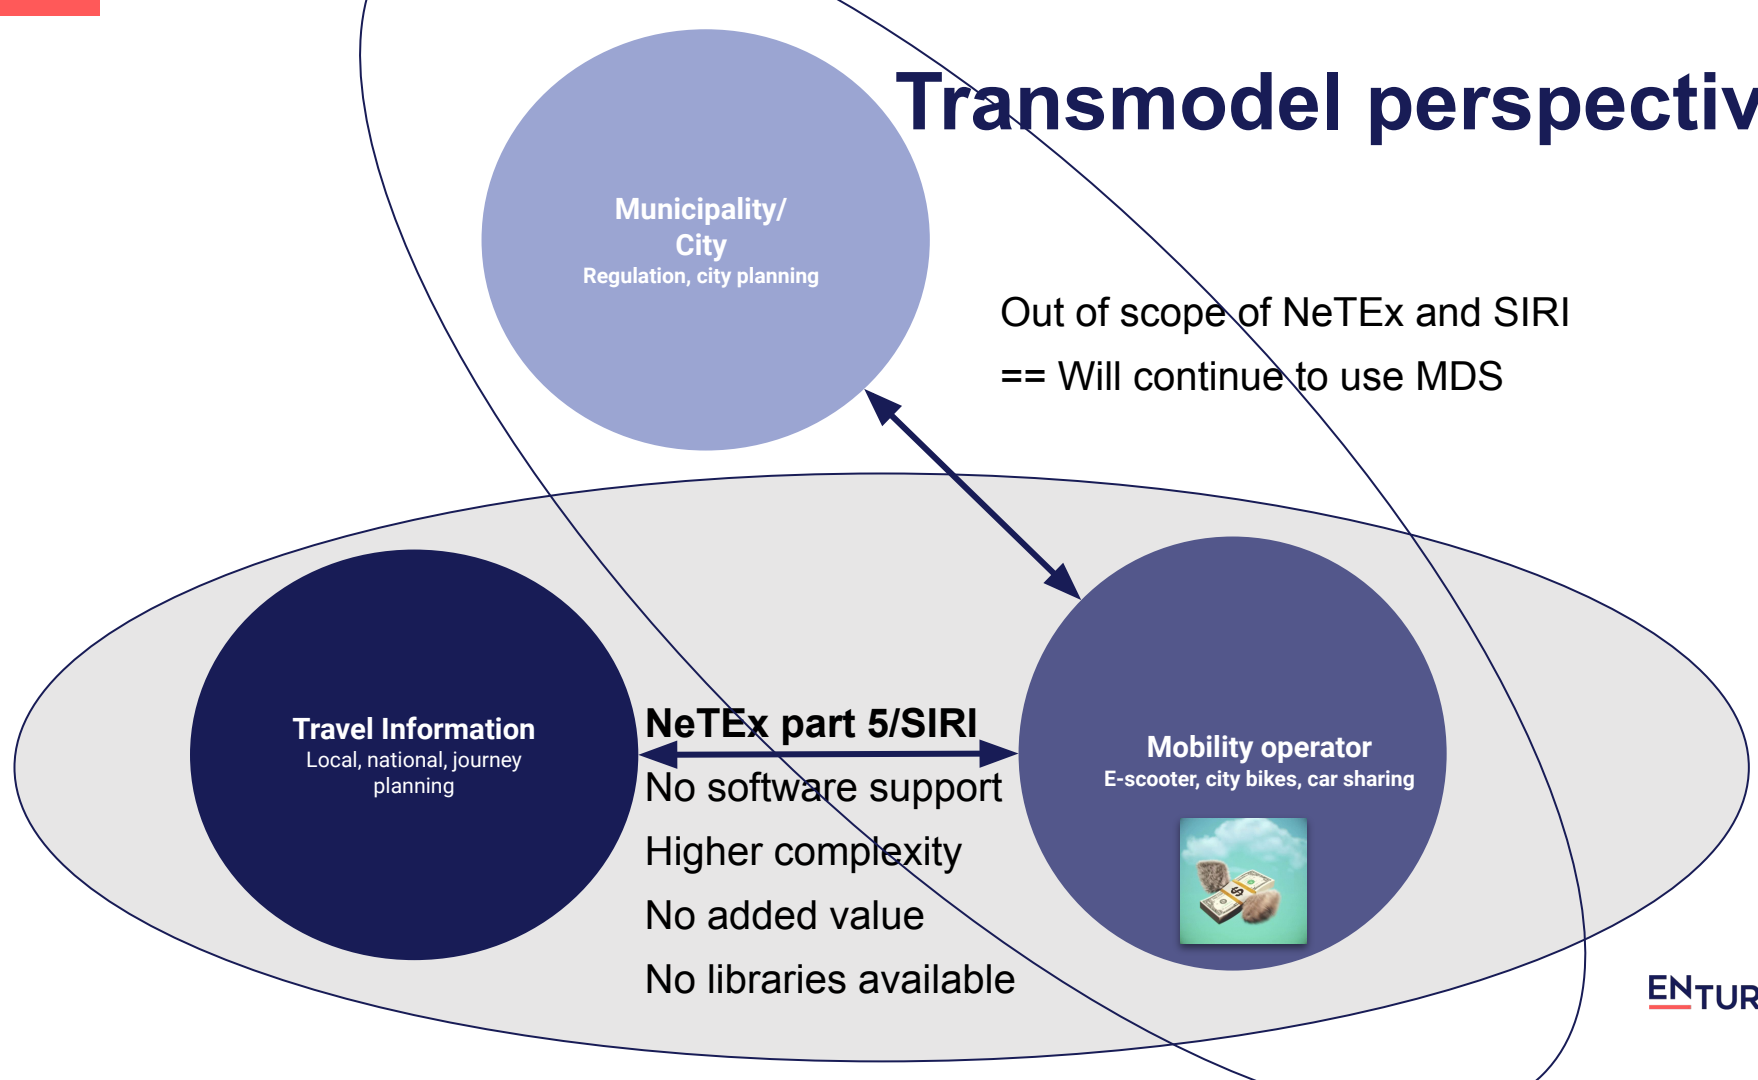 Transmodel perspectiv
Municipality/
City
Regulation, city planning
Out of scope of NeTEx and SIRI
== Will continue to use MDS
Travel Information
Local, national, journey
planning
NeTEx part 5/SIRI
No software support
Higher complexity
No added value
No libraries available
Mobility operator
E-scooter, city bikes, car sharing
ENTUR